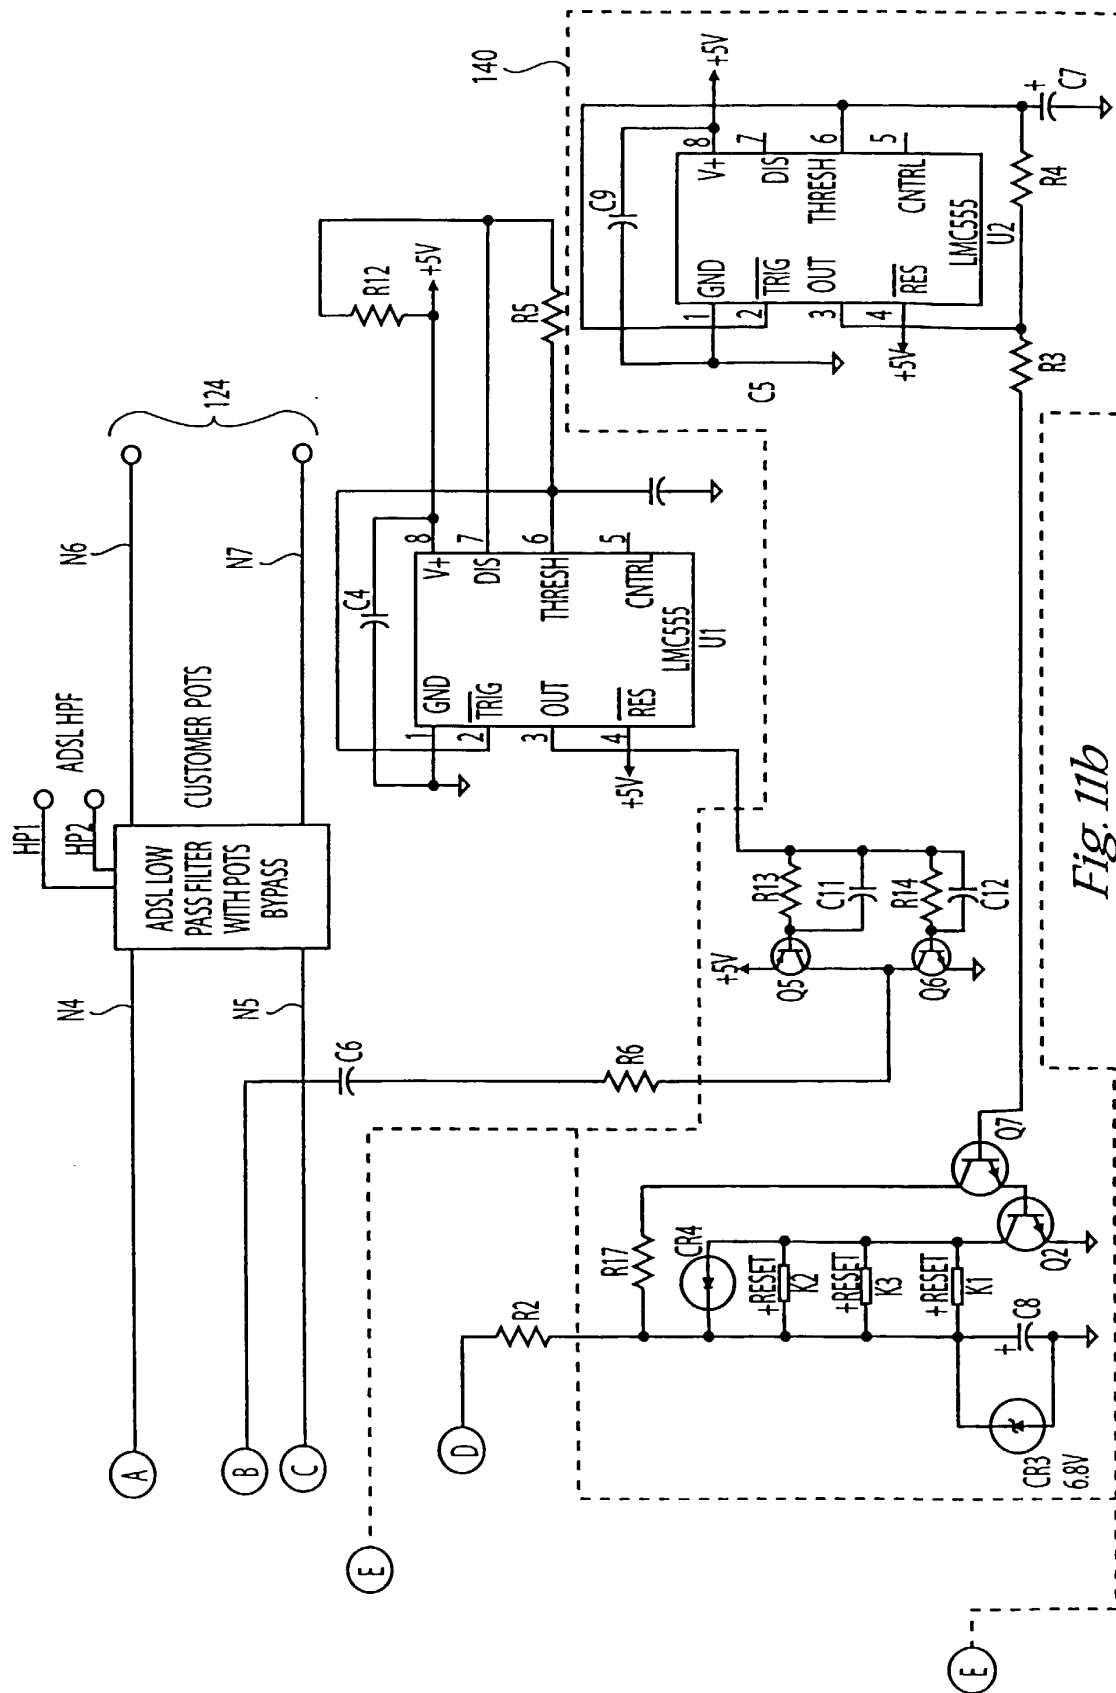 A
B
C
D
E
E
N4
N5
ADSL LOW
PASS FILTER
WITH POTS
BYPASS
HP1
HP2
ADSL HPF
CUSTOMER POTS
N6
N7
124
C6
R6
R2
R17
CR4
+RESET
K2
+RESET
K3
+RESET
K1
+
C8
CR3
6.8V
Q2
Q7
+5V
Q5
Q6
R13
C11
R14
C12
C4
1
2
3
4
GND
TRIG
OUT
RES
+5V
8
7
6
5
V+
DIS
THRESH
CNTRL
LMC555
U1
+5V
R12
R5
140
C9
C5
1
2
3
4
GND
TRIG
OUT
RES
+5V
8
7
6
5
V+
DIS
THRESH
CNTRL
LMC555
U2
+5V
R3
R4
+
C7
Fig. 11b